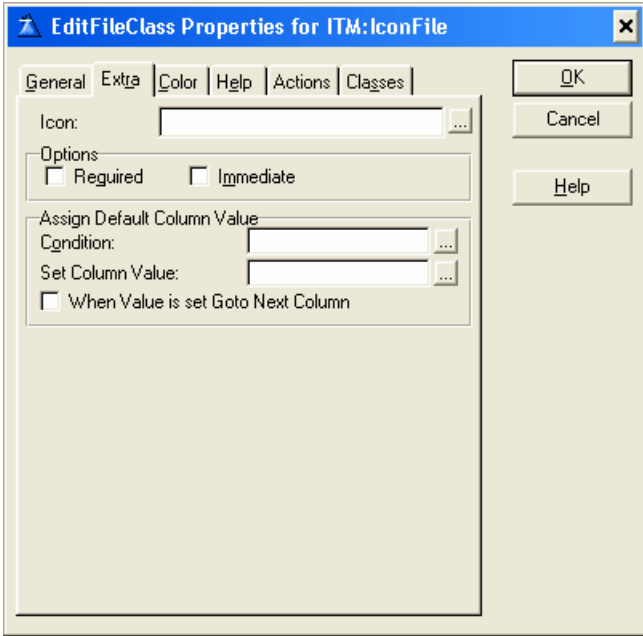 EditFileClass Properties for ITM:IconFile
General Extra Color Help Actions Classes
OK
Icon: ...
Cancel
Options
Required Immediate
Help
Assign Default Column Value
Condition: ...
Set Column Value: ...
When Value is set Goto Next Column